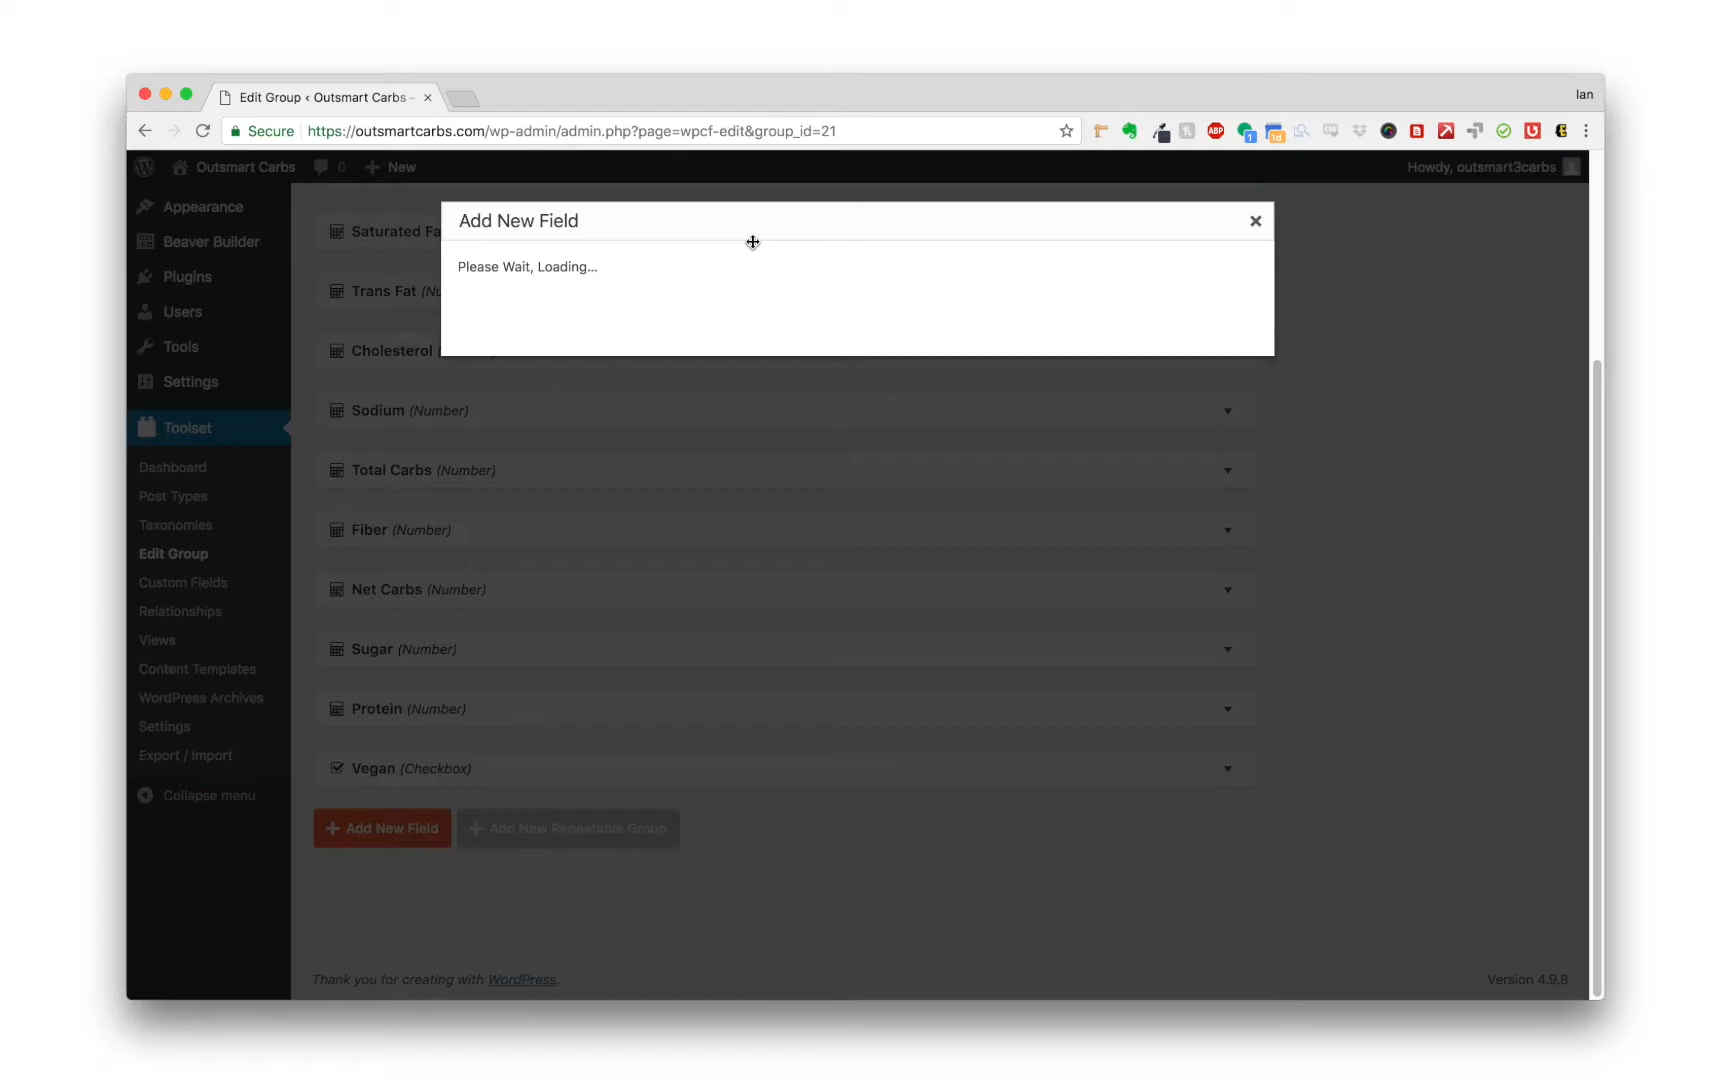 Edit Group ‹ Outsmart Carbs –
Ian
Secure
https://outsmartcarbs.com/wp-admin/admin.php?page=wpcf-edit&group_id=21
ABP
1
1d
Outsmart Carbs
0
New
Howdy, outsmart3carbs
Appearance
Beaver Builder
Plugins
Users
Tools
Settings
Toolset
Dashboard
Post Types
Taxonomies
Edit Group
Custom Fields
Relationships
Views
Content Templates
WordPress Archives
Settings
Export / Import
Collapse menu
Add New Field
Please Wait, Loading...
Saturated Fa
Trans Fat (Nu
Cholesterol (
Sodium (Number)
Total Carbs (Number)
Fiber (Number)
Net Carbs (Number)
Sugar (Number)
Protein (Number)
Vegan (Checkbox)
Add New Field
Add New Repeatable Group
Thank you for creating with WordPress.
Version 4.9.8